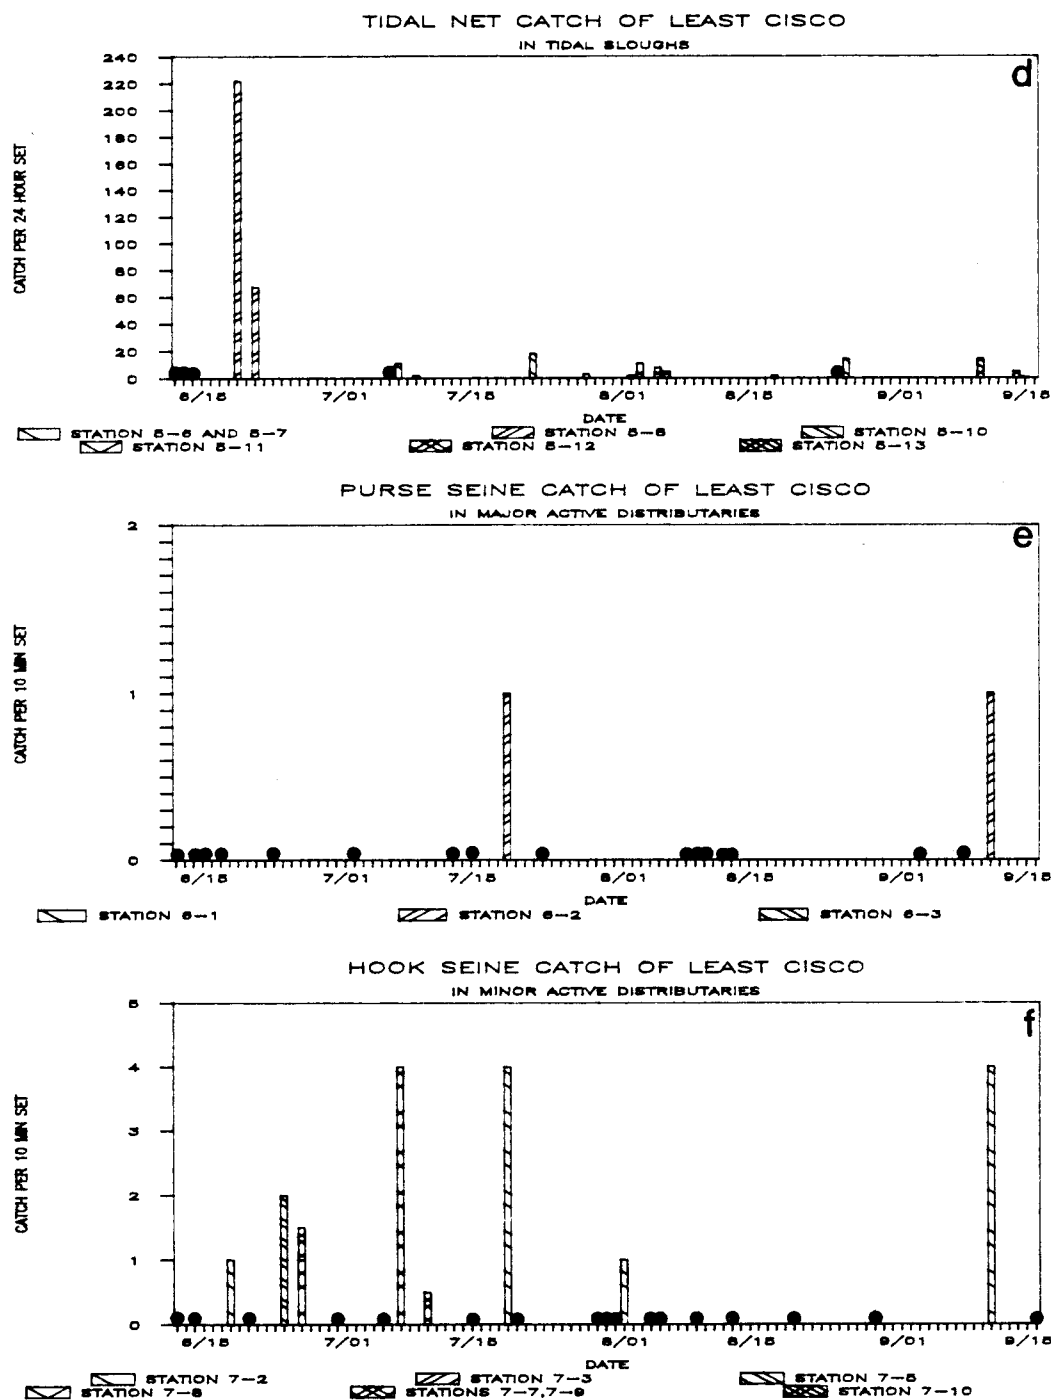 TIDAL NET CATCH OF LEAST CISCO
IN TIDAL SLOUGHS
d
CATCH PER 24 HOUR SET
240
220
200
180
160
140
120
100
80
60
40
20
0
6/15 7/01 7/15 8/01 8/15 9/01 9/15
DATE
STATION 5-6 AND 5-7 STATION 5-8 STATION 5-10
STATION 5-11 STATION 5-12 STATION 5-13
PURSE SEINE CATCH OF LEAST CISCO
IN MAJOR ACTIVE DISTRIBUTARIES
e
CATCH PER 10 MIN SET
2
1
0
6/15 7/01 7/15 8/01 8/15 9/01 9/15
DATE
STATION 6-1 STATION 6-2 STATION 6-3
HOOK SEINE CATCH OF LEAST CISCO
IN MINOR ACTIVE DISTRIBUTARIES
f
CATCH PER 10 MIN SET
5
4
3
2
1
0
6/15 7/01 7/15 8/01 8/15 9/01 9/15
DATE
STATION 7-2 STATION 7-3 STATION 7-5
STATION 7-6 STATIONS 7-7,7-9 STATION 7-10